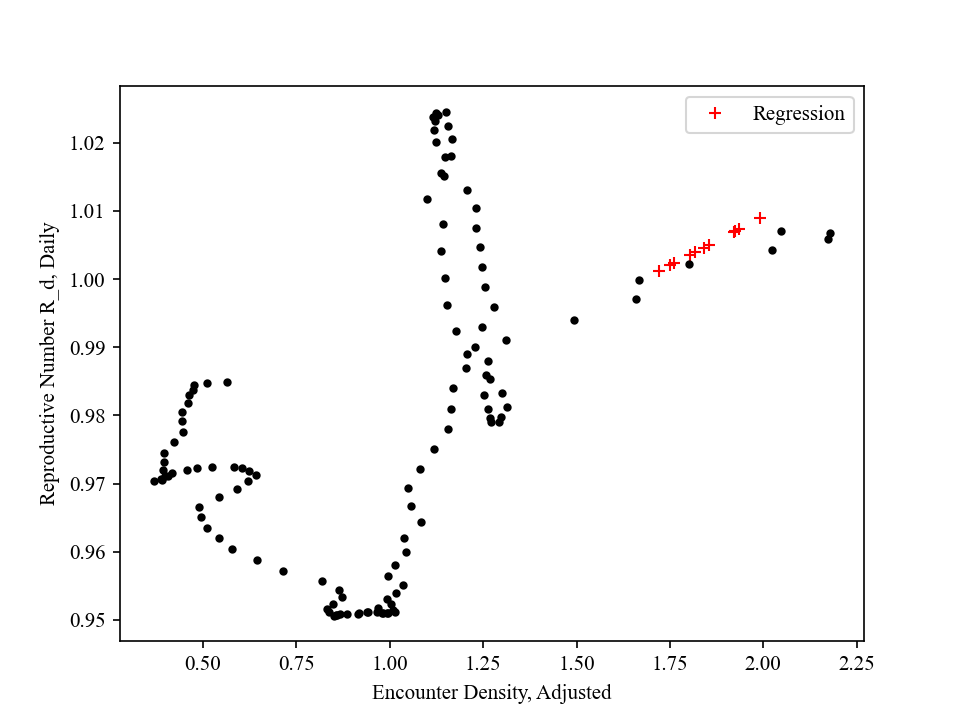 Regression
1.02
1.01
1.00
0.99
0.98
0.97
0.96
0.95
Reproductive Number R_d, Daily
0.50 0.75 1.00 1.25 1.50 1.75 2.00 2.25
Encounter Density, Adjusted